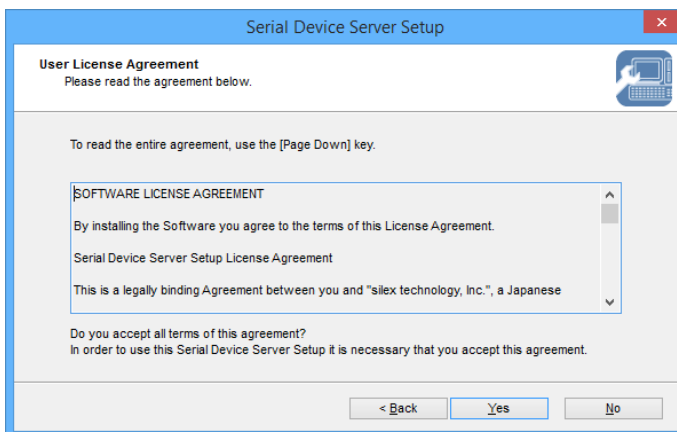 Serial Device Server Setup
User License Agreement
Please read the agreement below.
To read the entire agreement, use the [Page Down] key.
SOFTWARE LICENSE AGREEMENT
By installing the Software you agree to the terms of this License Agreement.
Serial Device Server Setup License Agreement
This is a legally binding Agreement between you and "silex technology, Inc.", a Japanese
Do you accept all terms of this agreement?
In order to use this Serial Device Server Setup it is necessary that you accept this agreement.
< Back Yes No